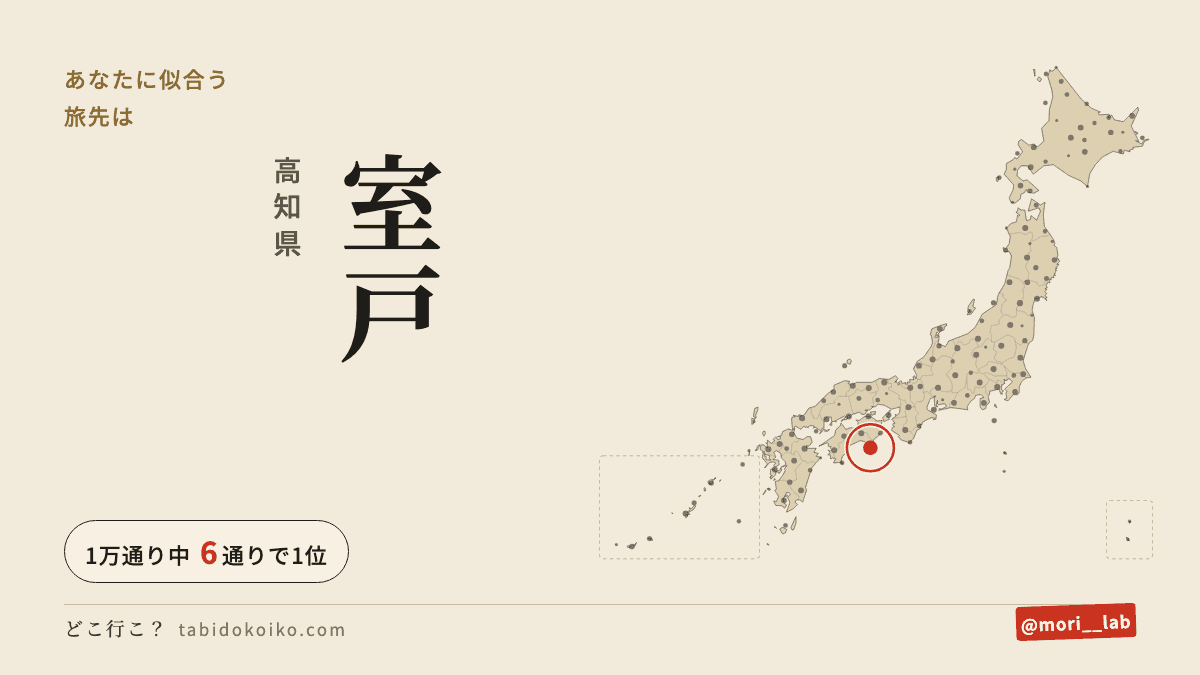 あなたに似合う
旅先は
室戸
高知県
1万通り中 6通りで1位
どこ行こ? tabidokoiko.com
@mori__lab